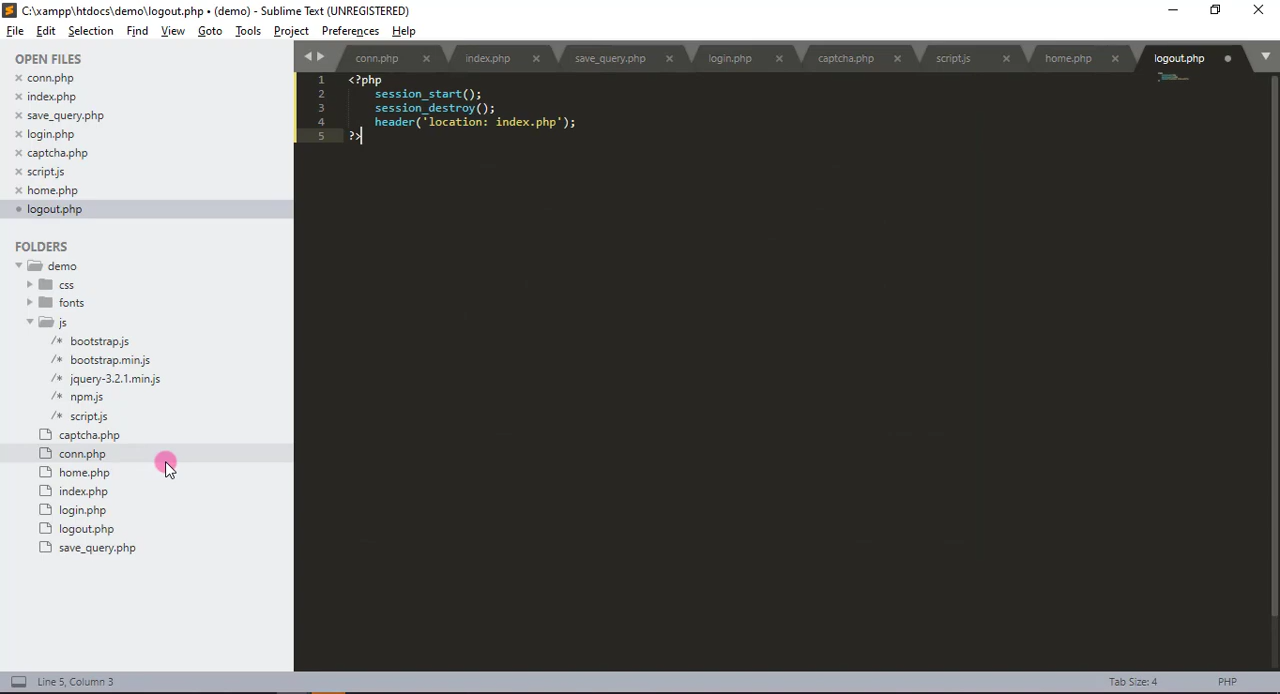 C:\xampp\htdocs\demo\logout.php • (demo) - Sublime Text (UNREGISTERED)
File Edit Selection Find View Goto Tools Project Preferences Help
OPEN FILES
conn.php
index.php
save_query.php
login.php
captcha.php
script.js
home.php
logout.php
FOLDERS
demo
css
fonts
js
/* bootstrap.js
/* bootstrap.min.js
/* jquery-3.2.1.min.js
/* npm.js
/* script.js
captcha.php
conn.php
home.php
index.php
login.php
logout.php
save_query.php
conn.php index.php save_query.php login.php captcha.php script.js home.php logout.php
1 <?php
2 session_start();
3 session_destroy();
4 header('location: index.php');
5 ?>
Line 5, Column 3 Tab Size: 4 PHP